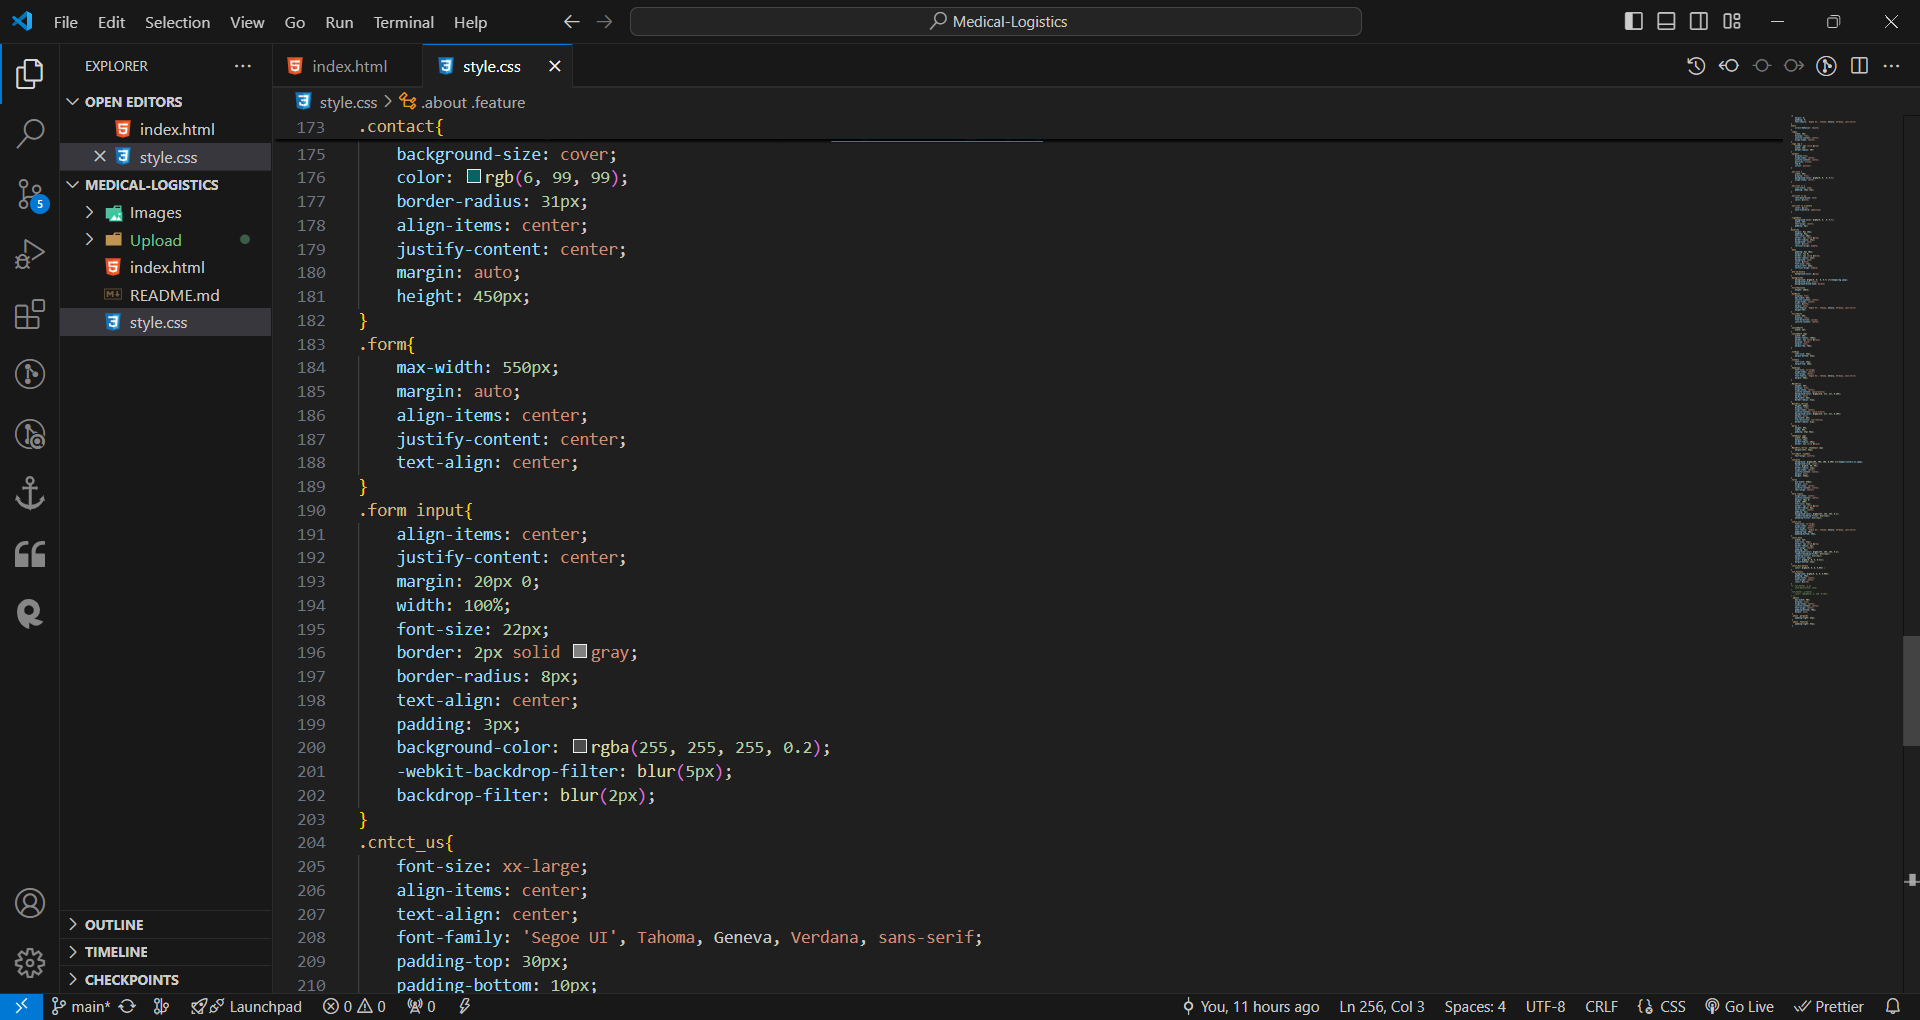 File Edit Selection View Go Run Terminal Help
Medical-Logistics
EXPLORER
index.html
style.css
OPEN EDITORS
index.html
style.css
MEDICAL-LOGISTICS
Images
Upload
index.html
README.md
style.css
OUTLINE
TIMELINE
CHECKPOINTS
5
style.css > .about .feature
173 .contact{
175 background-size: cover;
176 color: rgb(6, 99, 99);
177 border-radius: 31px;
178 align-items: center;
179 justify-content: center;
180 margin: auto;
181 height: 450px;
182 }
183 .form{
184 max-width: 550px;
185 margin: auto;
186 align-items: center;
187 justify-content: center;
188 text-align: center;
189 }
190 .form input{
191 align-items: center;
192 justify-content: center;
193 margin: 20px 0;
194 width: 100%;
195 font-size: 22px;
196 border: 2px solid gray;
197 border-radius: 8px;
198 text-align: center;
199 padding: 3px;
200 background-color: rgba(255, 255, 255, 0.2);
201 -webkit-backdrop-filter: blur(5px);
202 backdrop-filter: blur(2px);
203 }
204 .cntct_us{
205 font-size: xx-large;
206 align-items: center;
207 text-align: center;
208 font-family: 'Segoe UI', Tahoma, Geneva, Verdana, sans-serif;
209 padding-top: 30px;
210 padding-bottom: 10px;
main* Launchpad 0 0 0 You, 11 hours ago Ln 256, Col 3 Spaces: 4 UTF-8 CRLF CSS Go Live Prettier